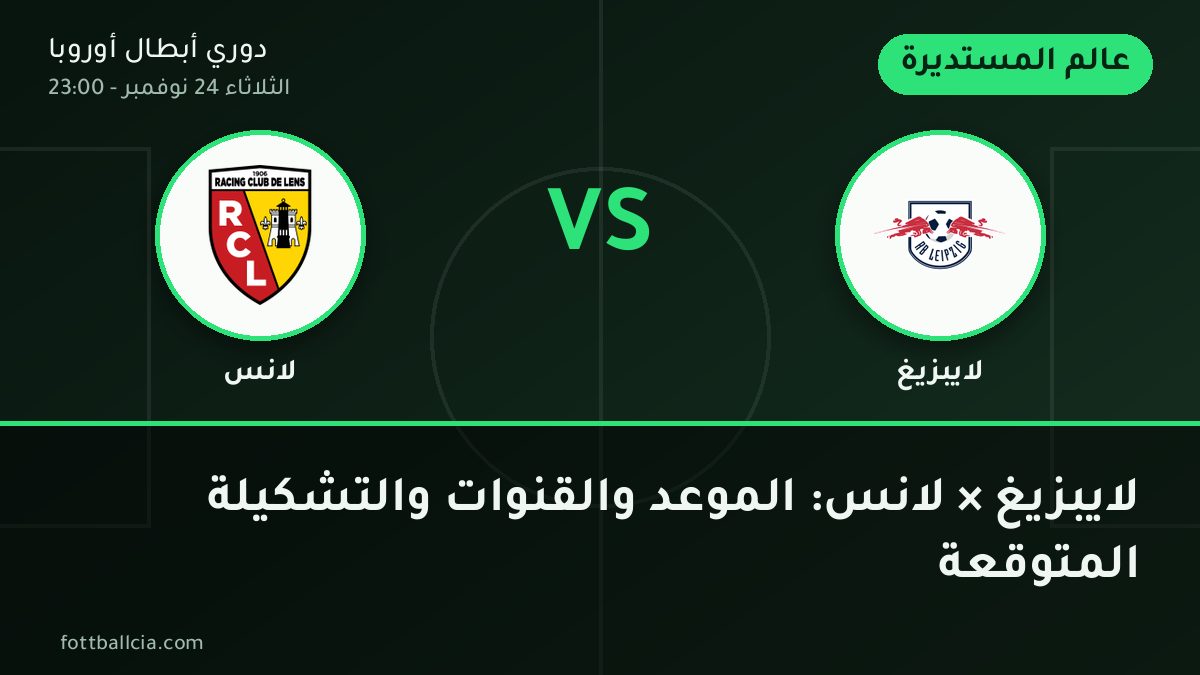 عالم المستديرة
دوري أبطال أوروبا
الثلاثاء 24 نوفمبر - 23:00
1906
RACING CLUB DE LENS
RCL
VS
RB LEIPZIG
لايبزيغ
لانس
لايبزيغ × لانس: الموعد والقنوات والتشكيلة
المتوقعة
fottballcia.com